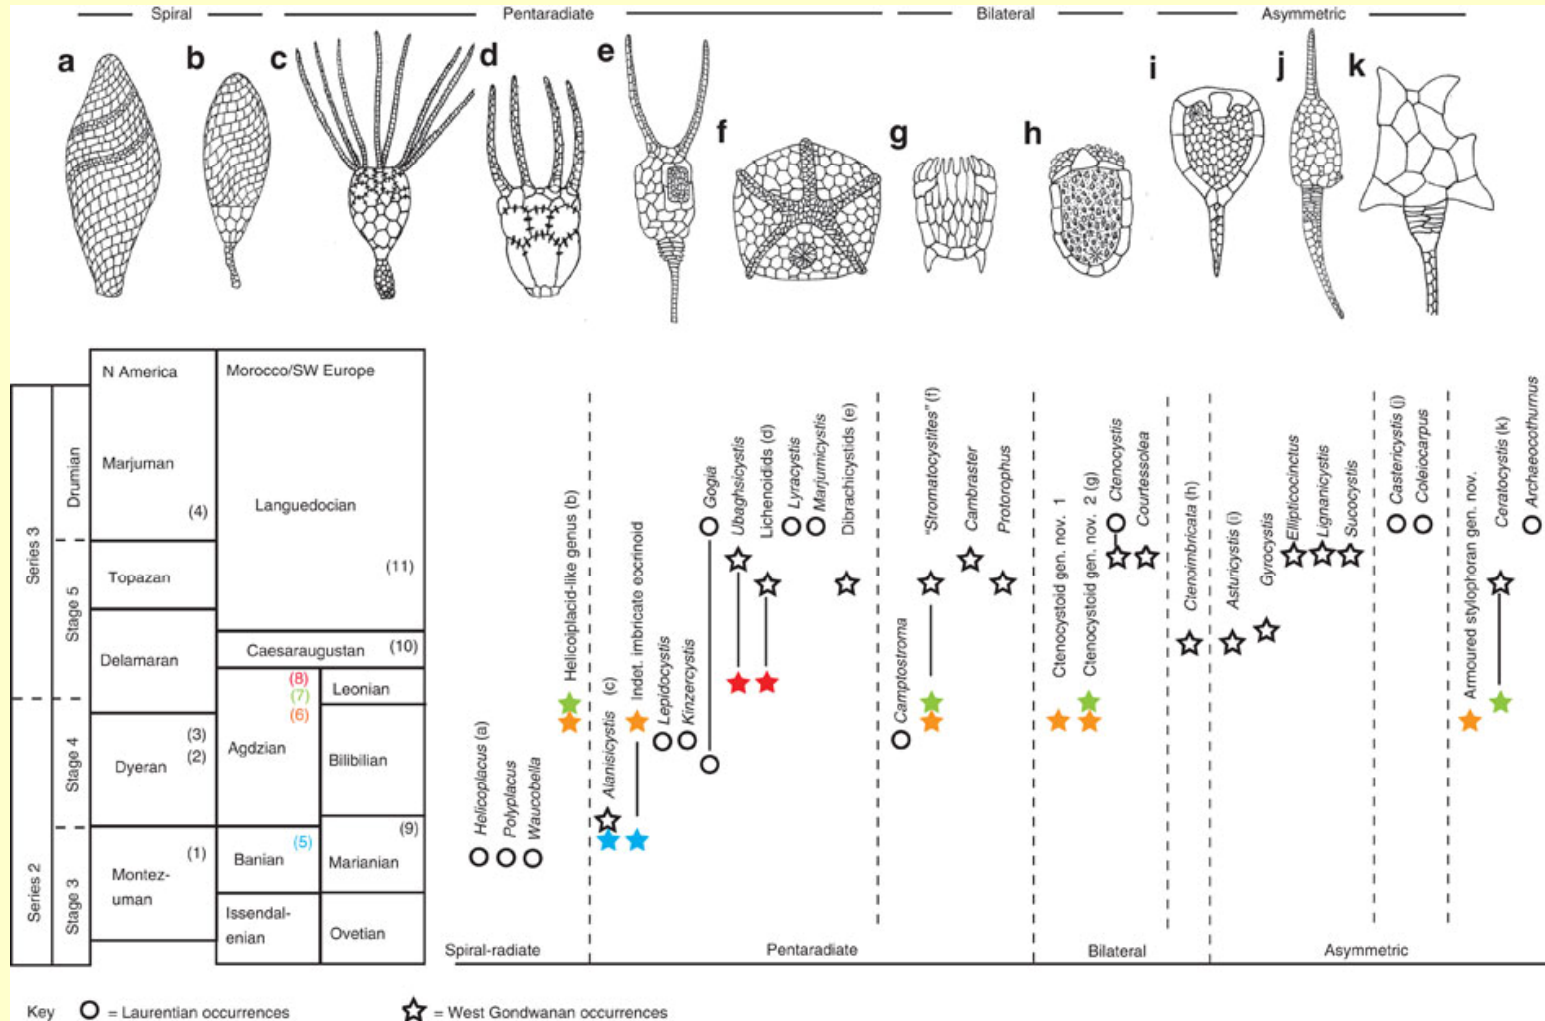 Spiral
Pentaradiate
Bilateral
Asymmetric
a
b
c
d
e
f
g
h
i
j
k
N America
Morocco/SW Europe
Series 3
Drumian
Marjuman
(4)
Languedocian
(11)
Topazan
Stage 5
Delamaran
Caesaraugustan
(10)
(8)
(7)
(6)
Leonian
Agdzian
Stage 4
Dyeran
(3)
(2)
Bilibilian
Series 2
Stage 3
(1)
Montez-
uman
Banian
(5)
(9)
Marianian
Issendal-
enian
Ovetian
Helicoplacus (a)
Polyplacus
Waucobella
Helicoiplacid-like genus (b)
Alanisicystis (c)
Indet. imbricate eocrinoid
Lepidocystis
Kinzercystis
Gogia
Ubaghsicystis
Lichenoidids (d)
Lyracystis
Marjumicystis
Dibrachicystids (e)
Camptostroma
"Stromatocystites" (f)
Cambraster
Protorophus
Ctenocystoid gen. nov. 1
Ctenocystoid gen. nov. 2 (g)
Ctenocystis
Courtessolea
Ctenoimbricata (h)
Asturicystis (i)
Gyrocystis
Ellipticocinctus
Lignanicystis
Sucocystis
Castericystis (j)
Coleiocarpus
Armoured stylophoran gen. nov.
Ceratocystis (k)
Archaeocothurnus
Spiral-radiate
Pentaradiate
Bilateral
Asymmetric
Key
= Laurentian occurrences
= West Gondwanan occurrences